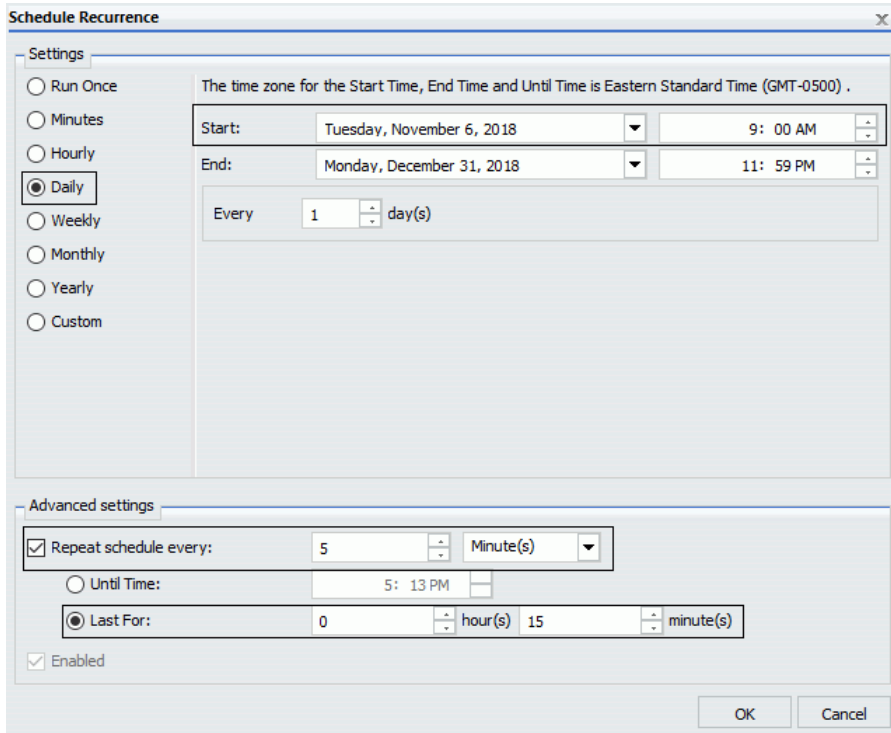 Schedule Recurrence x
Settings
Run Once
Minutes
Hourly
Daily
Weekly
Monthly
Yearly
Custom
The time zone for the Start Time, End Time and Until Time is Eastern Standard Time (GMT-0500) .
Start: Tuesday, November 6, 2018 9: 00 AM
End: Monday, December 31, 2018 11: 59 PM
Every 1 day(s)
Advanced settings
Repeat schedule every: 5 Minute(s)
Until Time: 5: 13 PM
Last For: 0 hour(s) 15 minute(s)
Enabled
OK Cancel